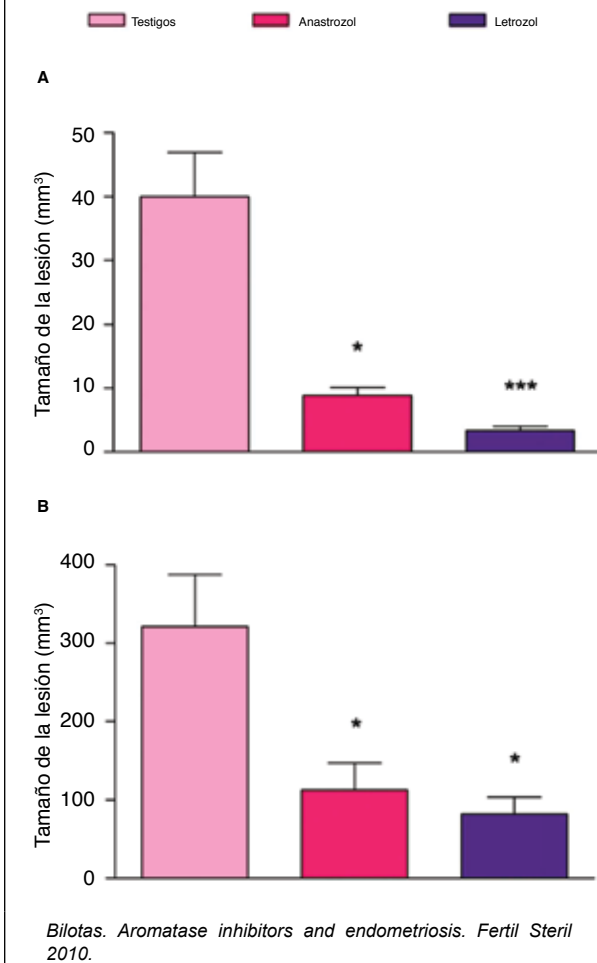 Testigos Anastrozol Letrozol
A
Tamaño de la lesión (mm³)
50
40
30
20
10
0
*
***
B
Tamaño de la lesión (mm³)
400
300
200
100
0
*
*
Bilotas. Aromatase inhibitors and endometriosis. Fertil Steril
2010.